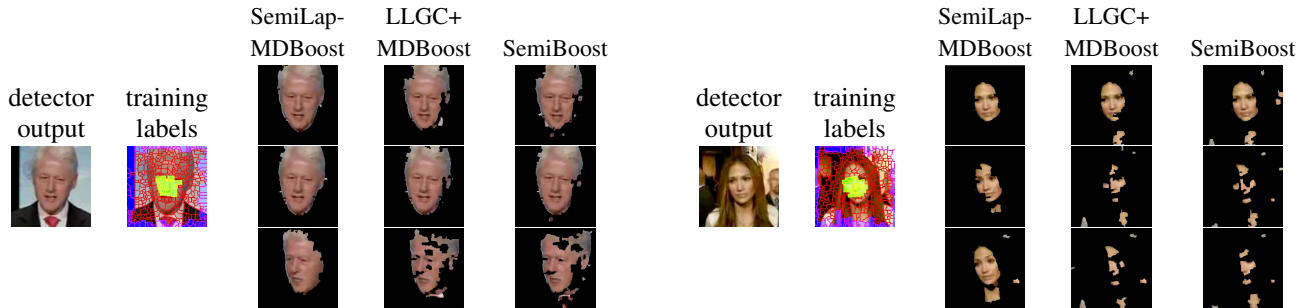 SemiLap-
MDBoost
LLGC+
MDBoost
SemiBoost
detector
output
training
labels
SemiLap-
MDBoost
LLGC+
MDBoost
SemiBoost
detector
output
training
labels